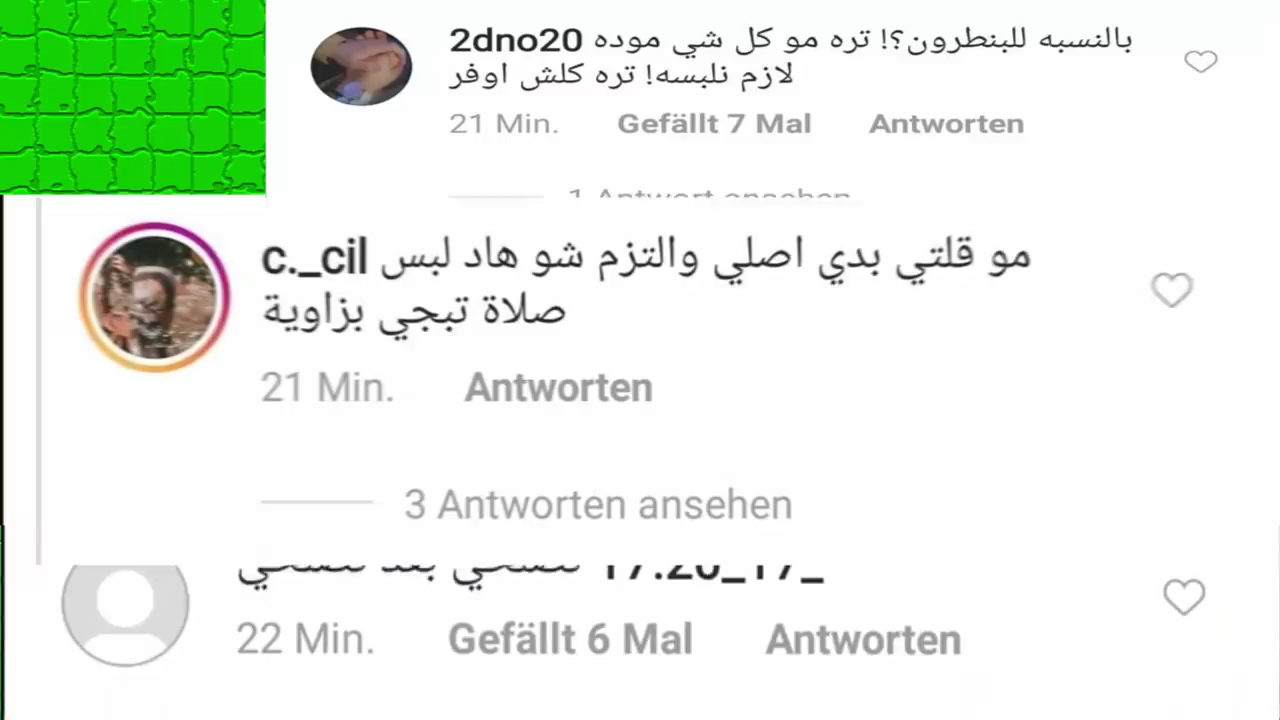 2dno20 بالنسبه للبنطرون؟! تره مو كل شي موده
لازم نلبسه! تره كلش اوفر
21 Min. Gefällt 7 Mal Antworten
1 Antwort ansehen
c._cil مو قلتي بدي اصلي والتزم شو هاد لبس
صلاة تبجي بزاوية
21 Min. Antworten
3 Antworten ansehen
بعد
22 Min. Gefällt 6 Mal Antworten